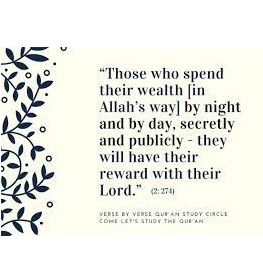 “Those who spend
their wealth [in
Allah’s way] by night
and by day, secretly
and publicly - they
will have their
reward with their
Lord.” (2: 274)
VERSE BY VERSE QUR'AN STUDY CIRCLE
COME LET'S STUDY THE QUR'AN